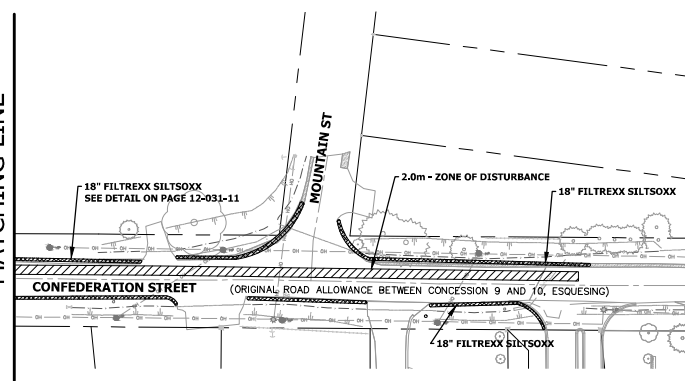 MATCHING LINE
MOUNTAIN ST
2.0m - ZONE OF DISTURBANCE
18" FILTREXX SILTSOXX
SEE DETAIL ON PAGE 12-031-11
18" FILTREXX SILTSOXX
CONFEDERATION STREET
(ORIGINAL ROAD ALLOWANCE BETWEEN CONCESSION 9 AND 10, ESQUESING)
18" FILTREXX SILTSOXX